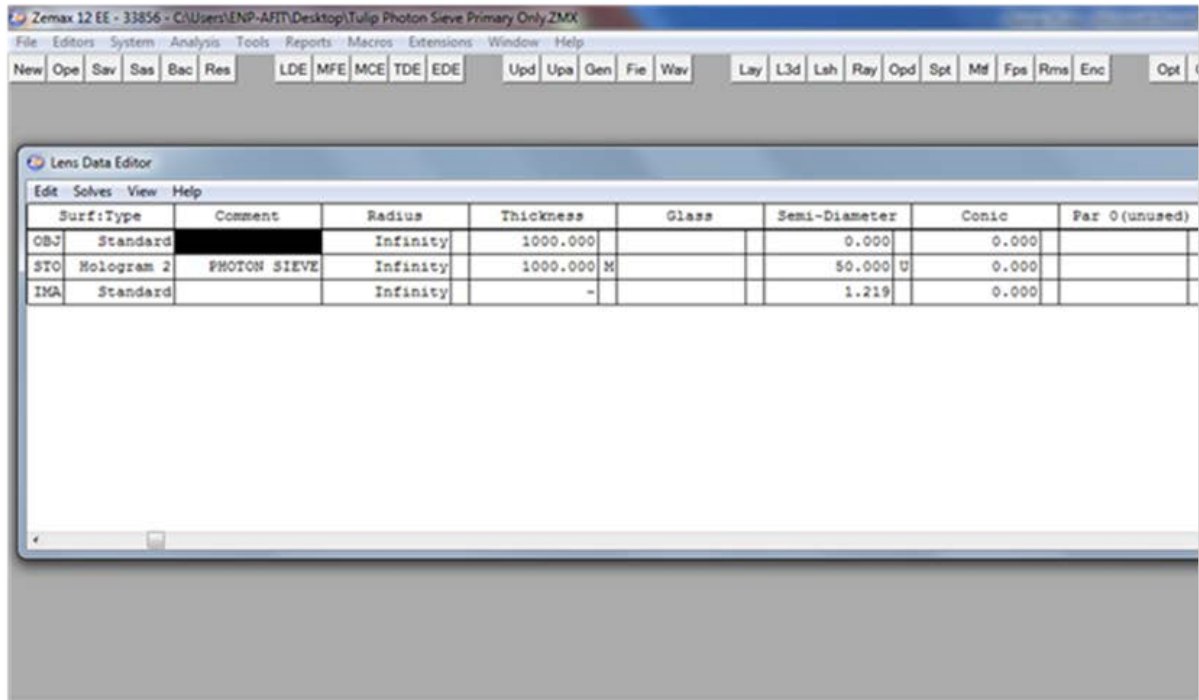 Zemax 12 EE - 33856 - C:\Users\ENP-AFIT\Desktop\Tulip Photon Sieve Primary Only.ZMX
File Editors System Analysis Tools Reports Macros Extensions Window Help
New Ope Sav Sas Bac Res LDE MFE MCE TDE EDE Upd Upa Gen Fie Wav Lay L3d Lsh Ray Opd Spt Mtf Fps Rms Enc Opt
Lens Data Editor
Edit Solves View Help
Surf:Type Comment Radius Thickness Glass Semi-Diameter Conic Par 0(unused)
OBJ Standard Infinity 1000.000 0.000 0.000
STO Hologram 2 PHOTON SIEVE Infinity 1000.000 M 50.000 U 0.000
IMA Standard Infinity - 1.219 0.000